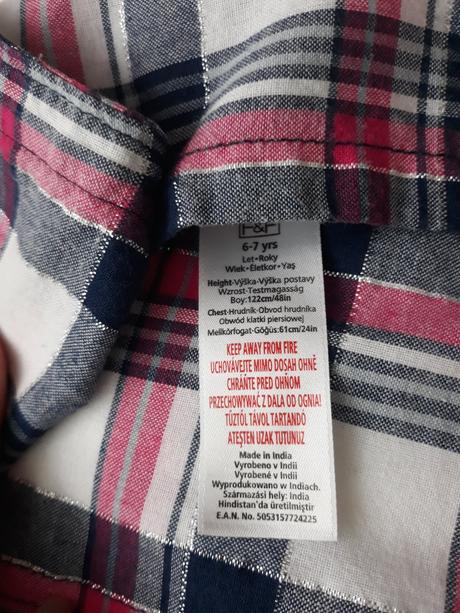 F&F
6-7 yrs
Let•Roky
Wiek•Életkor•Yaş
Height•Výška•Výška postavy
Wzrost•Testmagasság
Boy:122cm/48in
Chest•Hrudník•Obvod hrudníka
Obwód klatki piersiowej
Mellkörfogat•Göğüs:61cm/24in
KEEP AWAY FROM FIRE
UCHOVÁVEJTE MIMO DOSAH OHNĚ
CHRÁŇTE PRED OHŇOM
PRZECHOWYWAĆ Z DALA OD OGNIA!
TŰZTŐL TÁVOL TARTANDÓ
ATEŞTEN UZAK TUTUNUZ
Made in India
Vyrobeno v Indii
Vyrobené v Indii
Wyprodukowano w Indiach.
Származási hely: India
Hindistan'da üretilmiştir
E.A.N. No. 5053157724225